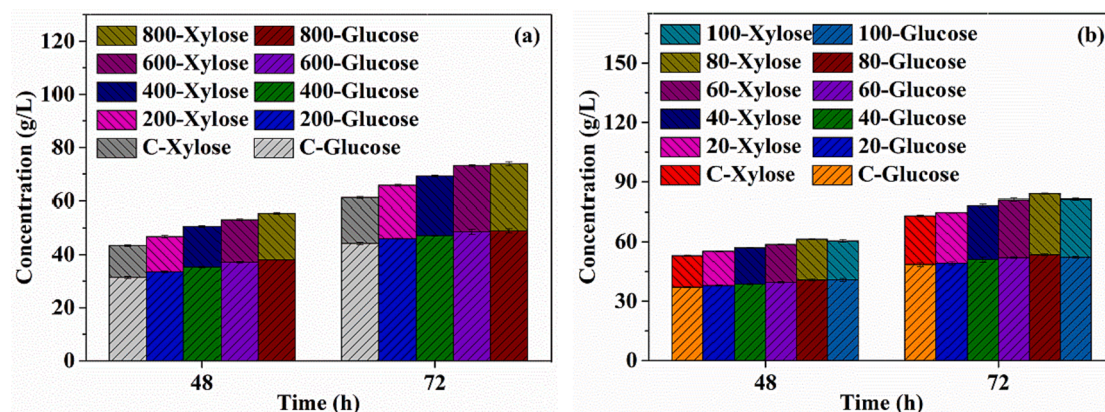 (a)
800-Xylose 800-Glucose
600-Xylose 600-Glucose
400-Xylose 400-Glucose
200-Xylose 200-Glucose
C-Xylose C-Glucose
120
100
80
60
40
20
0
Concentration (g/L)
48 72
Time (h)
(b)
100-Xylose 100-Glucose
80-Xylose 80-Glucose
60-Xylose 60-Glucose
40-Xylose 40-Glucose
20-Xylose 20-Glucose
C-Xylose C-Glucose
150
120
90
60
30
0
Concentration (g/L)
48 72
Time (h)